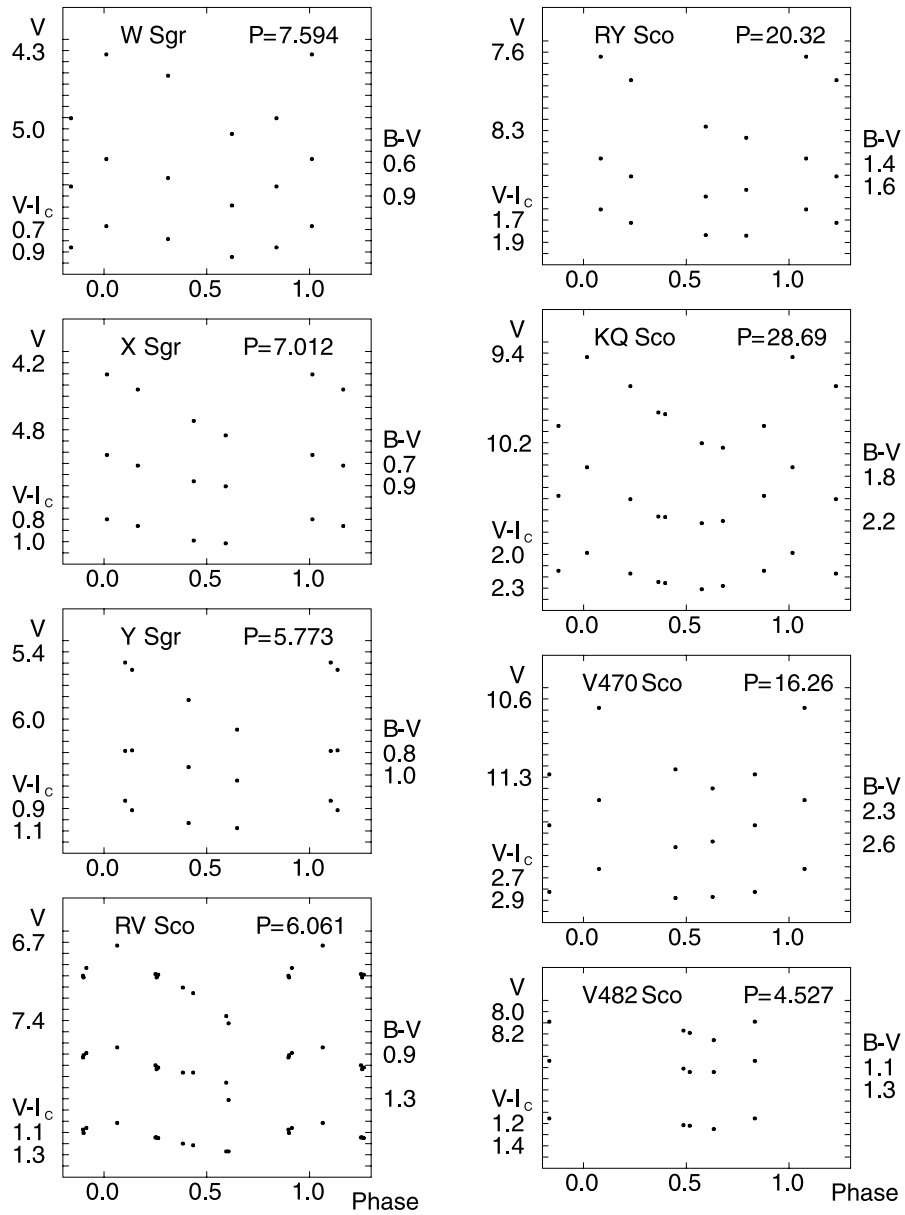 V
W Sgr P=7.594
4.3
5.0
B-V
0.6
0.9
V-I_C
0.7
0.9
0.0 0.5 1.0
V
X Sgr P=7.012
4.2
4.8
B-V
0.7
0.9
V-I_C
0.8
1.0
0.0 0.5 1.0
V
Y Sgr P=5.773
5.4
6.0
B-V
0.8
1.0
V-I_C
0.9
1.1
0.0 0.5 1.0
V
RV Sco P=6.061
6.7
7.4
B-V
0.9
1.3
V-I_C
1.1
1.3
0.0 0.5 1.0 Phase
V
RY Sco P=20.32
7.6
8.3
B-V
1.4
1.6
V-I_C
1.7
1.9
0.0 0.5 1.0
V
KQ Sco P=28.69
9.4
10.2
B-V
1.8
2.2
V-I_C
2.0
2.3
0.0 0.5 1.0
V
V470 Sco P=16.26
10.6
11.3
B-V
2.3
2.6
V-I_C
2.7
2.9
0.0 0.5 1.0
V
V482 Sco P=4.527
8.0
8.2
B-V
1.1
1.3
V-I_C
1.2
1.4
0.0 0.5 1.0 Phase